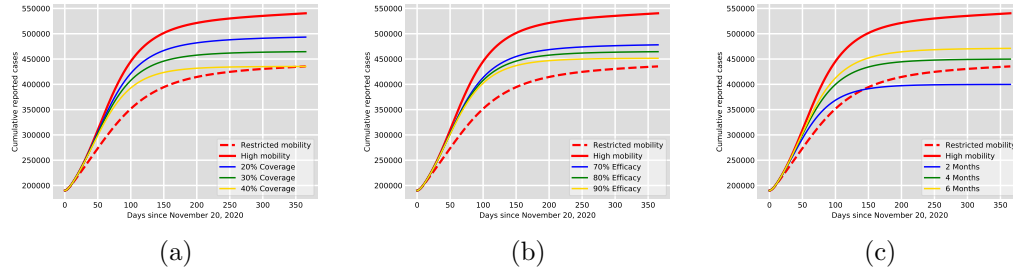 550000
500000
450000
400000
350000
300000
250000
200000
Cumulative reported cases
Restricted mobility
High mobility
20% Coverage
30% Coverage
40% Coverage
0 50 100 150 200 250 300 350
Days since November 20, 2020
(a)
550000
500000
450000
400000
350000
300000
250000
200000
Cumulative reported cases
Restricted mobility
High mobility
70% Efficacy
80% Efficacy
90% Efficacy
0 50 100 150 200 250 300 350
Days since November 20, 2020
(b)
550000
500000
450000
400000
350000
300000
250000
200000
Cumulative reported cases
Restricted mobility
High mobility
2 Months
4 Months
6 Months
0 50 100 150 200 250 300 350
Days since November 20, 2020
(c)